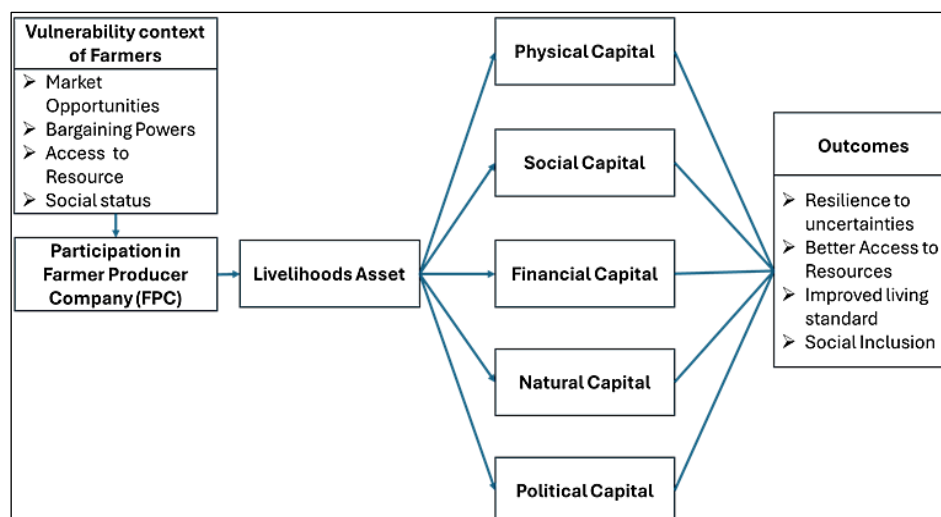 Vulnerability context
of Farmers
➢ Market
Opportunities
➢ Bargaining Powers
➢ Access to
Resource
➢ Social status
Participation in
Farmer Producer
Company (FPC)
Livelihoods Asset
Physical Capital
Social Capital
Financial Capital
Natural Capital
Political Capital
Outcomes
➢ Resilience to
uncertainties
➢ Better Access to
Resources
➢ Improved living
standard
➢ Social Inclusion